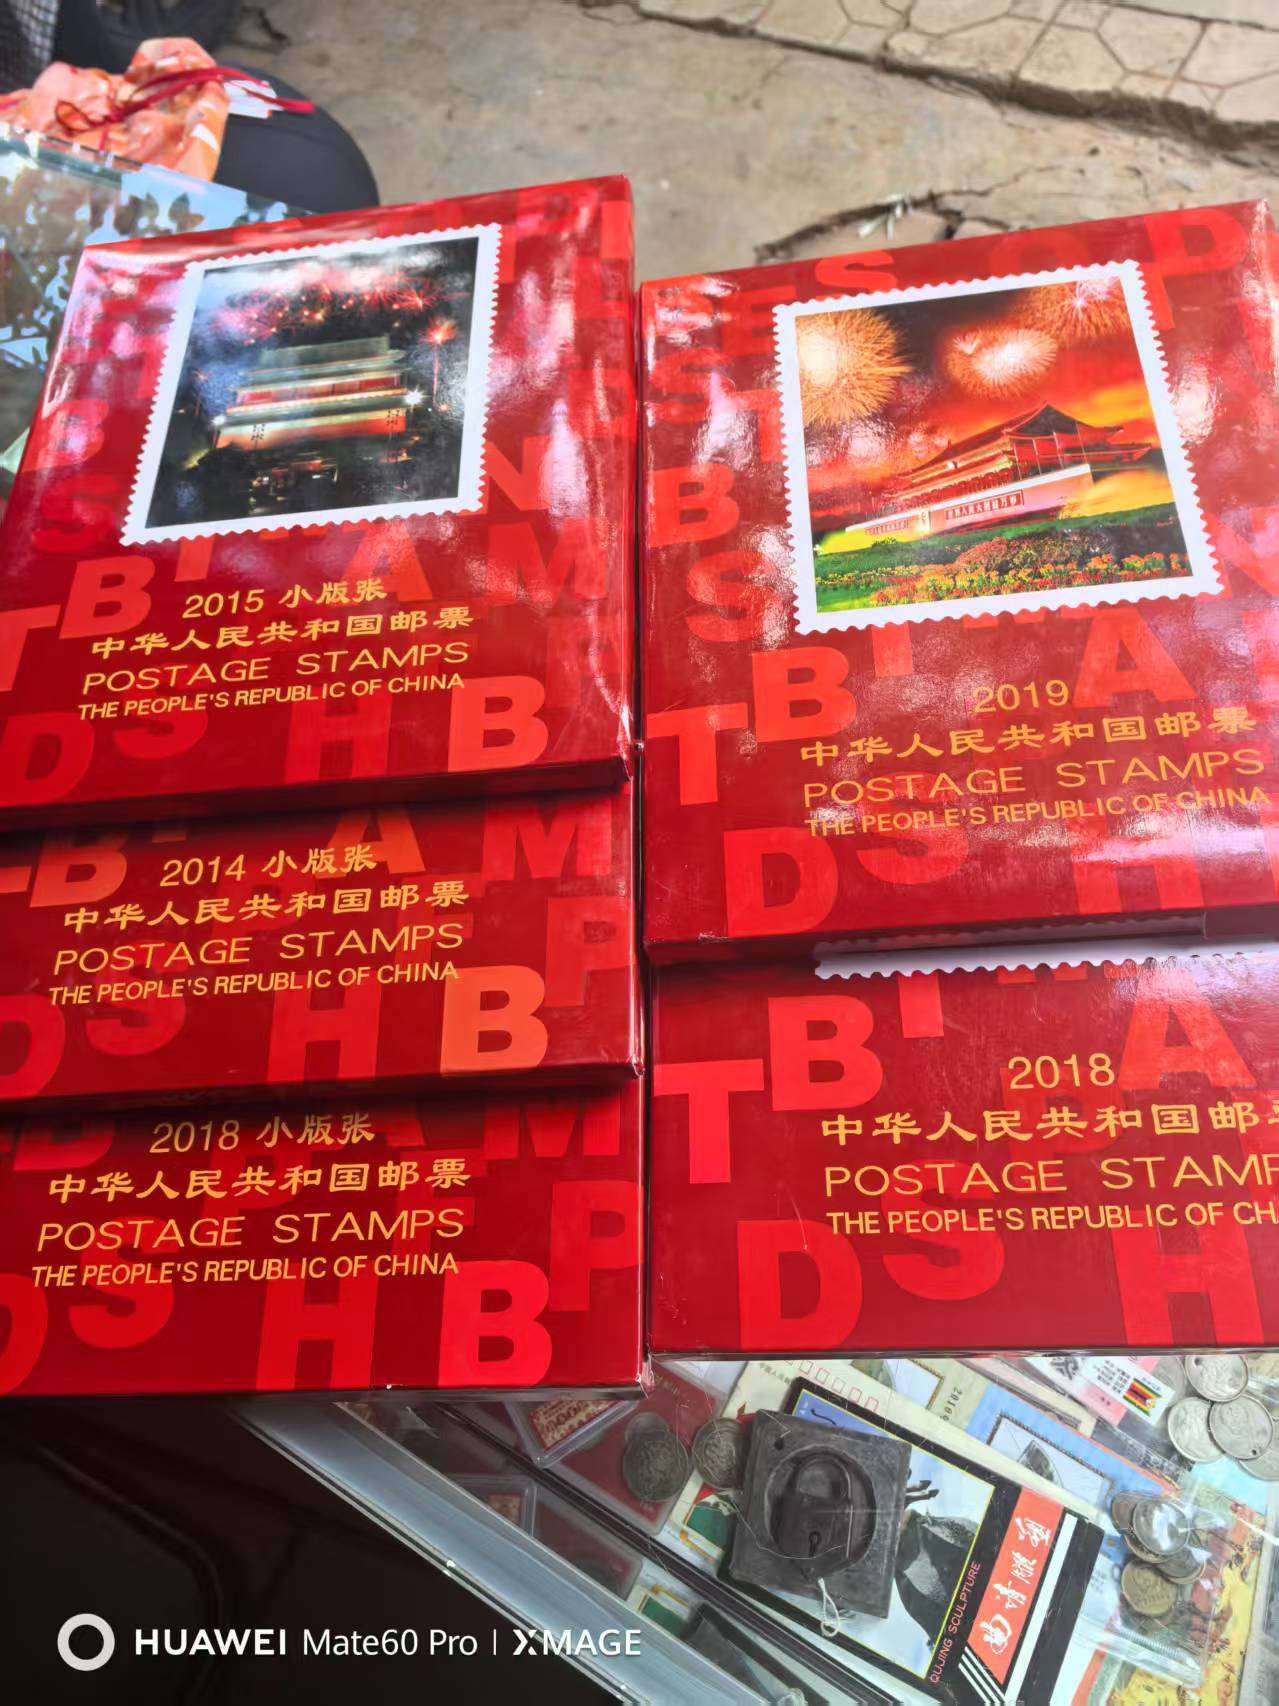 2015 小版张
中华人民共和国邮票
POSTAGE STAMPS
THE PEOPLE'S REPUBLIC OF CHINA
2014 小版张
中华人民共和国邮票
POSTAGE STAMPS
THE PEOPLE'S REPUBLIC OF CHINA
2018 小版张
中华人民共和国邮票
POSTAGE STAMPS
THE PEOPLE'S REPUBLIC OF CHINA
2019
中华人民共和国邮票
POSTAGE STAMPS
THE PEOPLE'S REPUBLIC OF CHINA
2018
中华人民共和国邮
POSTAGE STAMP
THE PEOPLE'S REPUBLIC OF CH
QUJING SCULPTURE
HUAWEI Mate60 Pro | XMAGE